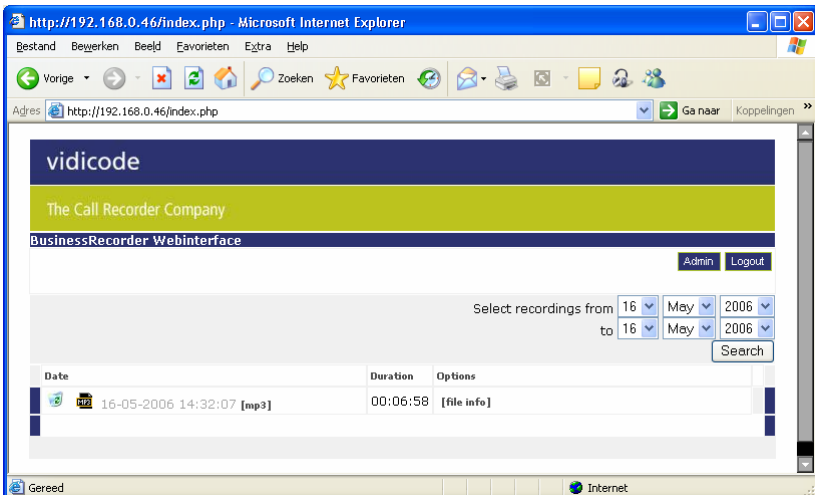 http://192.168.0.46/index.php - Microsoft Internet Explorer
Bestand Bewerken Beeld Favorieten Extra Help
Vorige Zoeken Favorieten
Adres http://192.168.0.46/index.php Ga naar Koppelingen »
vidicode
The Call Recorder Company
BusinessRecorder Webinterface
Admin Logout
Select recordings from 16 May 2006
to 16 May 2006
Search
Date Duration Options
MP3 16-05-2006 14:32:07 [mp3] 00:06:58 [file info]
Gereed Internet